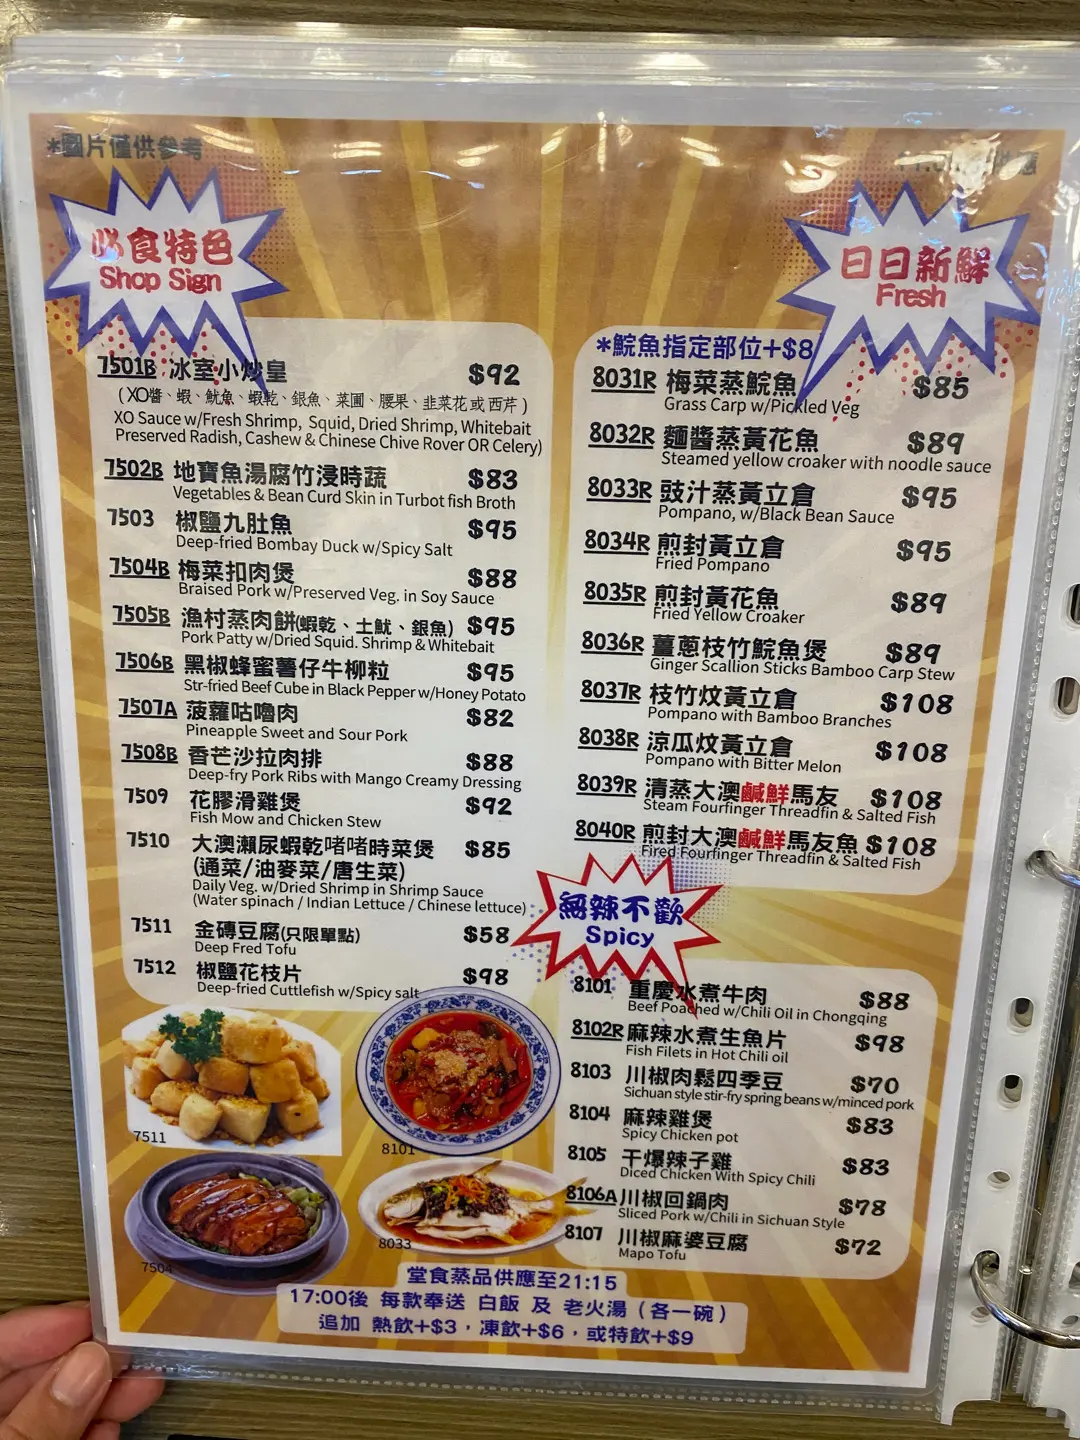 *圖片僅供參考
必食特色
Shop Sign
7501B 冰室小炒皇 $92
(XO醬、蝦、魷魚、蝦乾、銀魚、菜圃、腰果、韭菜花或西芹)
XO Sauce w/Fresh Shrimp, Squid, Dried Shrimp, Whitebait
Preserved Radish, Cashew & Chinese Chive Rover OR Celery)
7502B 地寶魚湯腐竹浸時蔬 $83
Vegetables & Bean Curd Skin in Turbot fish Broth
7503 椒鹽九肚魚 $95
Deep-fried Bombay Duck w/Spicy Salt
7504B 梅菜扣肉煲 $88
Braised Pork w/Preserved Veg. in Soy Sauce
7505B 漁村蒸肉餅(蝦乾、土魷、銀魚) $95
Pork Patty w/Dried Squid. Shrimp & Whitebait
7506B 黑椒蜂蜜薯仔牛柳粒 $95
Str-fried Beef Cube in Black Pepper w/Honey Potato
7507A 菠蘿咕嚕肉 $82
Pineapple Sweet and Sour Pork
7508B 香芒沙拉肉排 $88
Deep-fry Pork Ribs with Mango Creamy Dressing
7509 花膠滑雞煲 $92
Fish Mow and Chicken Stew
7510 大澳瀨尿蝦乾啫啫時菜煲 $85
(通菜/油麥菜/唐生菜)
Daily Veg. w/Dried Shrimp in Shrimp Sauce
(Water spinach / Indian Lettuce / Chinese lettuce)
7511 金磚豆腐(只限單點) $58
Deep Fred Tofu
7512 椒鹽花枝片 $98
Deep-fried Cuttlefish w/Spicy salt
日日新鮮
Fresh
*鯇魚指定部位+$8
8031R 梅菜蒸鯇魚 $85
Grass Carp w/Pickled Veg
8032R 麵醬蒸黃花魚 $89
Steamed yellow croaker with noodle sauce
8033R 豉汁蒸黃立倉 $95
Pompano, w/Black Bean Sauce
8034R 煎封黃立倉 $95
Fried Pompano
8035R 煎封黃花魚 $89
Fried Yellow Croaker
8036R 薑蔥枝竹鯇魚煲 $89
Ginger Scallion Sticks Bamboo Carp Stew
8037R 枝竹炆黃立倉 $108
Pompano with Bamboo Branches
8038R 涼瓜炆黃立倉 $108
Pompano with Bitter Melon
8039R 清蒸大澳鹹鮮馬友 $108
Steam Fourfinger Threadfin & Salted Fish
8040R 煎封大澳鹹鮮馬友魚 $108
Fired Fourfinger Threadfin & Salted Fish
無辣不歡
Spicy
8101 重慶水煮牛肉 $88
Beef Poached w/Chili Oil in Chongqing
8102R 麻辣水煮生魚片 $98
Fish Filets in Hot Chili oil
8103 川椒肉鬆四季豆 $70
Sichuan style stir-fry spring beans w/minced pork
8104 麻辣雞煲 $83
Spicy Chicken pot
8105 干爆辣子雞 $83
Diced Chicken With Spicy Chili
8106A 川椒回鍋肉 $78
Sliced Pork w/Chili in Sichuan Style
8107 川椒麻婆豆腐 $72
Mapo Tofu
7511
8101
7504
8033
堂食蒸品供應至21:15
17:00後 每款奉送 白飯 及 老火湯（各一碗）
追加 熱飲+$3，凍飲+$6，或特飲+$9